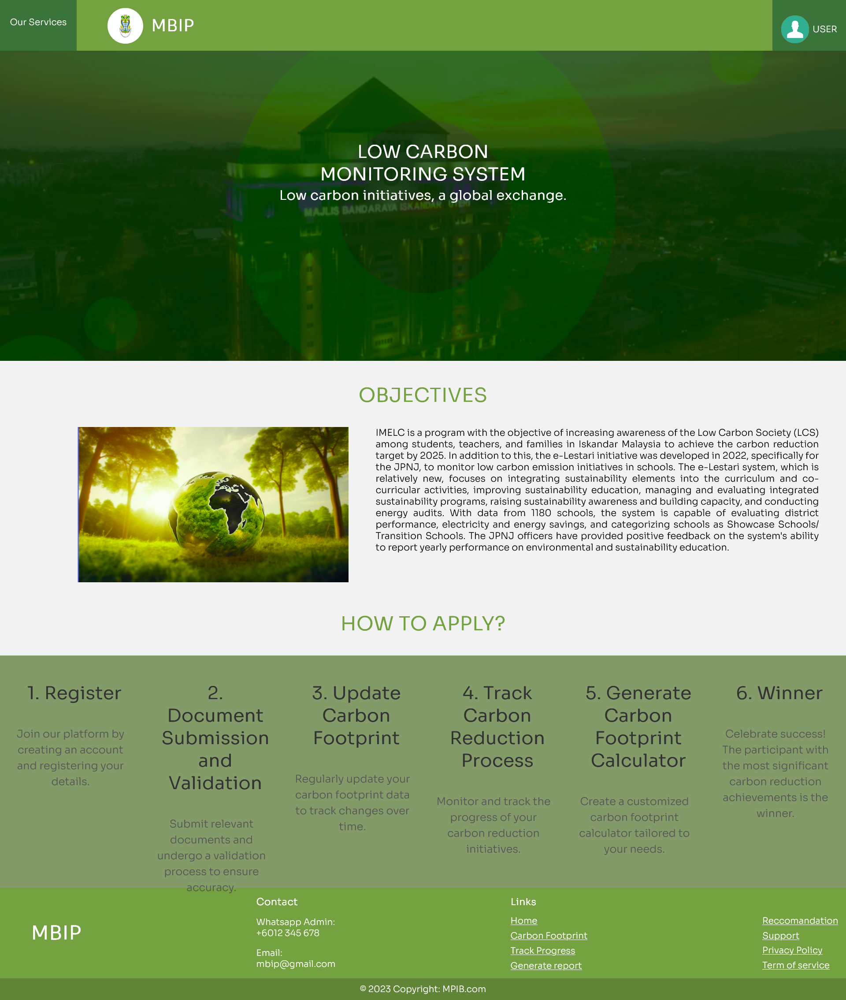 Our Services
MBIP
USER
LOW CARBON
MONITORING SYSTEM
Low carbon initiatives, a global exchange.
MAJLIS BANDARAYA ISKANDAR
OBJECTIVES
IMELC is a program with the objective of increasing awareness of the Low Carbon Society (LCS)
among students, teachers, and families in Iskandar Malaysia to achieve the carbon reduction
target by 2025. In addition to this, the e-Lestari initiative was developed in 2022, specifically for
the JPNJ, to monitor low carbon emission initiatives in schools. The e-Lestari system, which is
relatively new, focuses on integrating sustainability elements into the curriculum and co-
curricular activities, improving sustainability education, managing and evaluating integrated
sustainability programs, raising sustainability awareness and building capacity, and conducting
energy audits. With data from 1180 schools, the system is capable of evaluating district
performance, electricity and energy savings, and categorizing schools as Showcase Schools/
Transition Schools. The JPNJ officers have provided positive feedback on the system's ability
to report yearly performance on environmental and sustainability education.
HOW TO APPLY?
1. Register
Join our platform by
creating an account
and registering your
details.
2.
Document
Submission
and
Validation
Submit relevant
documents and
undergo a validation
process to ensure
accuracy.
3. Update
Carbon
Footprint
Regularly update your
carbon footprint data
to track changes over
time.
4. Track
Carbon
Reduction
Process
Monitor and track the
progress of your
carbon reduction
initiatives.
5. Generate
Carbon
Footprint
Calculator
Create a customized
carbon footprint
calculator tailored to
your needs.
6. Winner
Celebrate success!
The participant with
the most significant
carbon reduction
achievements is the
winner.
MBIP
Contact
Whatsapp Admin:
+6012 345 678
Email:
mbip@gmail.com
Links
Home
Carbon Footprint
Track Progress
Generate report
Reccomandation
Support
Privacy Policy
Term of service
© 2023 Copyright: MPIB.com